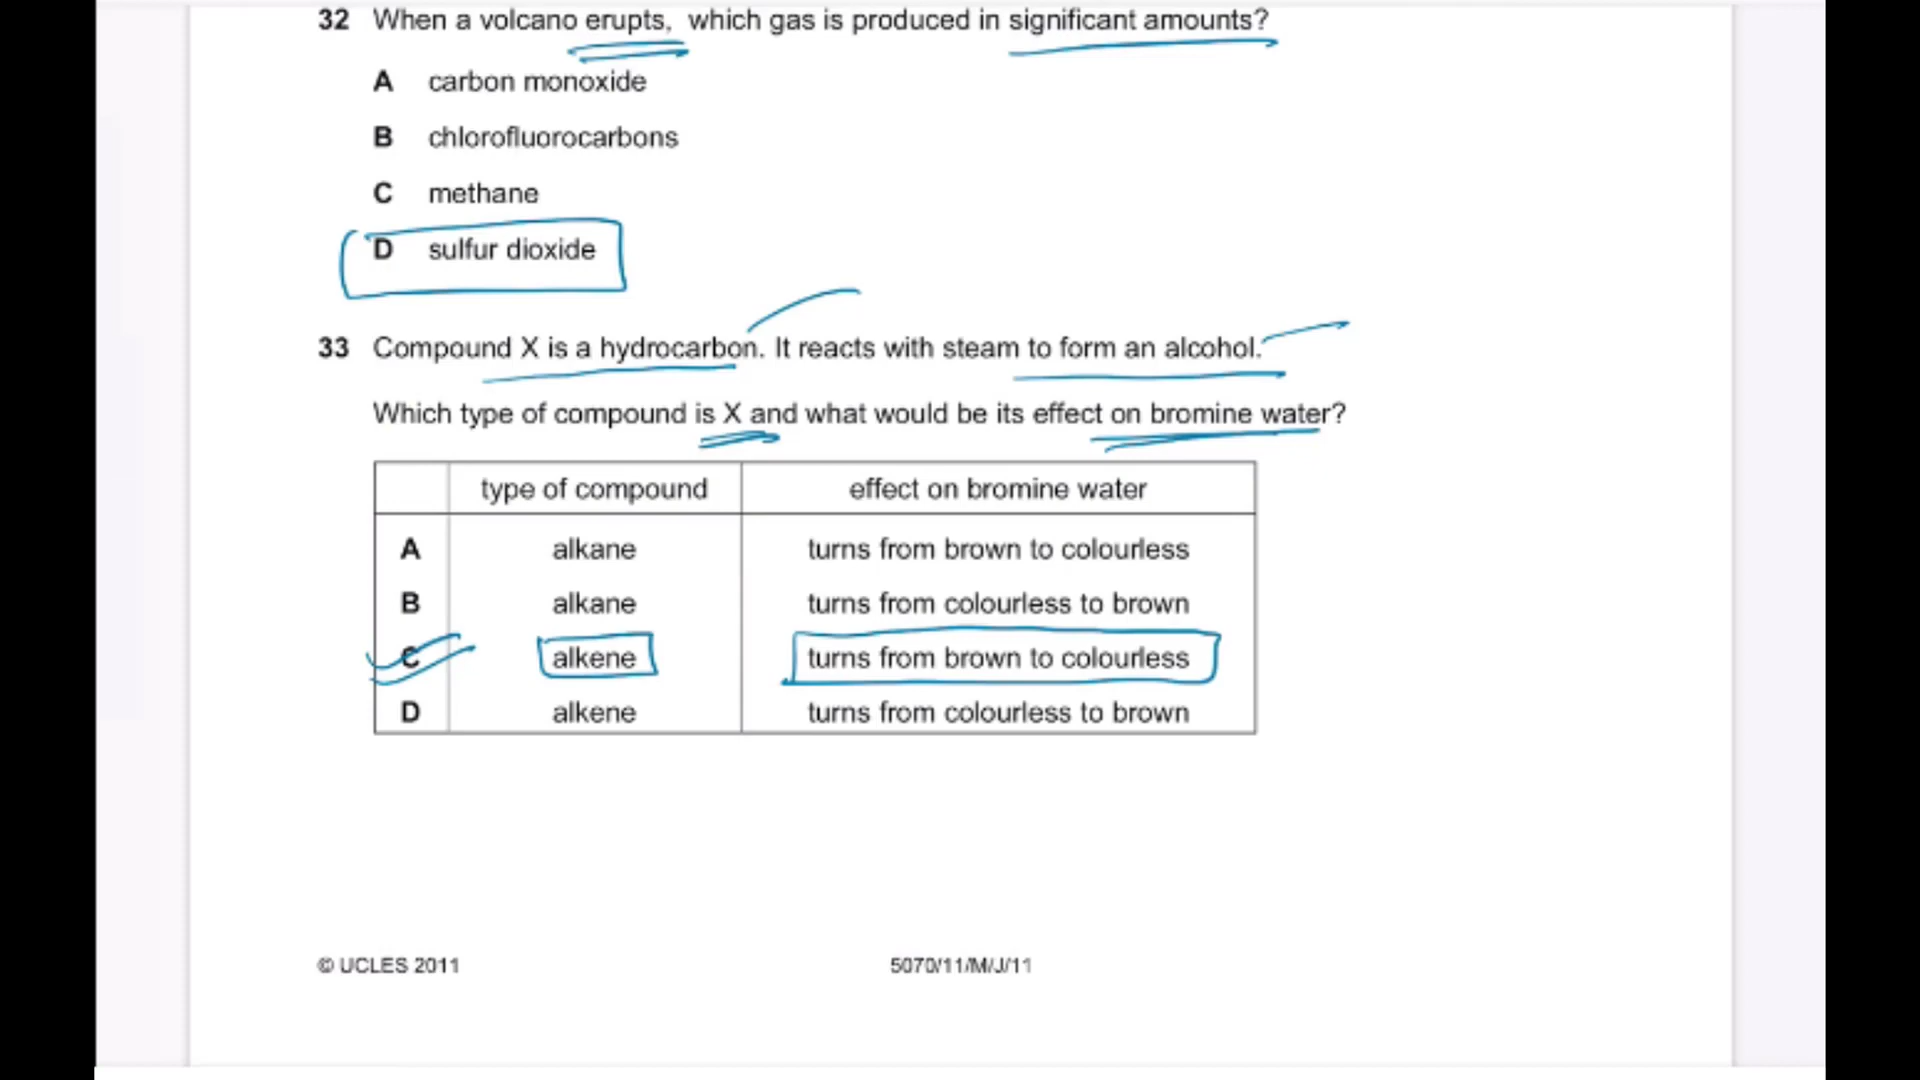 32 When a volcano erupts, which gas is produced in significant amounts?
A carbon monoxide
B chlorofluorocarbons
C methane
D sulfur dioxide
33 Compound X is a hydrocarbon. It reacts with steam to form an alcohol.
Which type of compound is X and what would be its effect on bromine water?
type of compound effect on bromine water
A alkane turns from brown to colourless
B alkane turns from colourless to brown
C alkene turns from brown to colourless
D alkene turns from colourless to brown
© UCLES 2011 5070/11/M/J/11